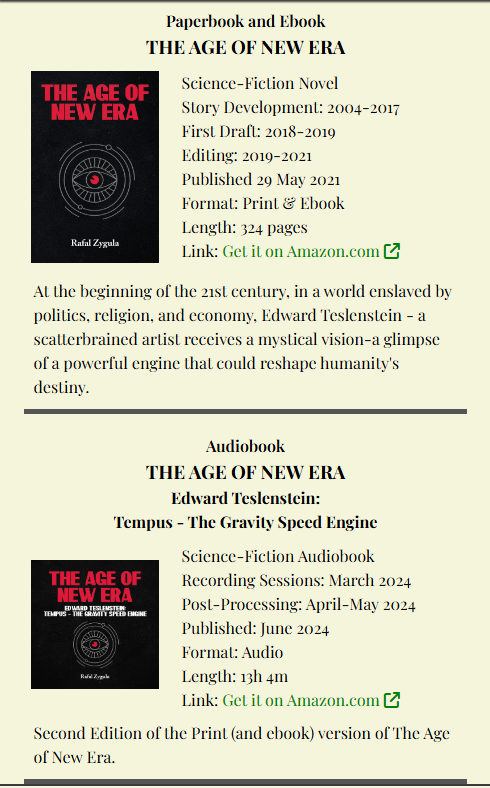 Paperbook and Ebook
THE AGE OF NEW ERA
THE AGE OF
NEW ERA
Rafal Zygula
Science-Fiction Novel
Story Development: 2004-2017
First Draft: 2018-2019
Editing: 2019-2021
Published 29 May 2021
Format: Print & Ebook
Length: 324 pages
Link: Get it on Amazon.com
At the beginning of the 21st century, in a world enslaved by
politics, religion, and economy, Edward Teslenstein - a
scatterbrained artist receives a mystical vision-a glimpse
of a powerful engine that could reshape humanity's
destiny.
Audiobook
THE AGE OF NEW ERA
Edward Teslenstein:
Tempus - The Gravity Speed Engine
THE AGE OF
NEW ERA
EDWARD TESLENSTEIN:
TEMPUS - THE GRAVITY SPEED ENGINE
Rafal Zygula
Science-Fiction Audiobook
Recording Sessions: March 2024
Post-Processing: April-May 2024
Published: June 2024
Format: Audio
Length: 13h 4m
Link: Get it on Amazon.com
Second Edition of the Print (and ebook) version of The Age
of New Era.